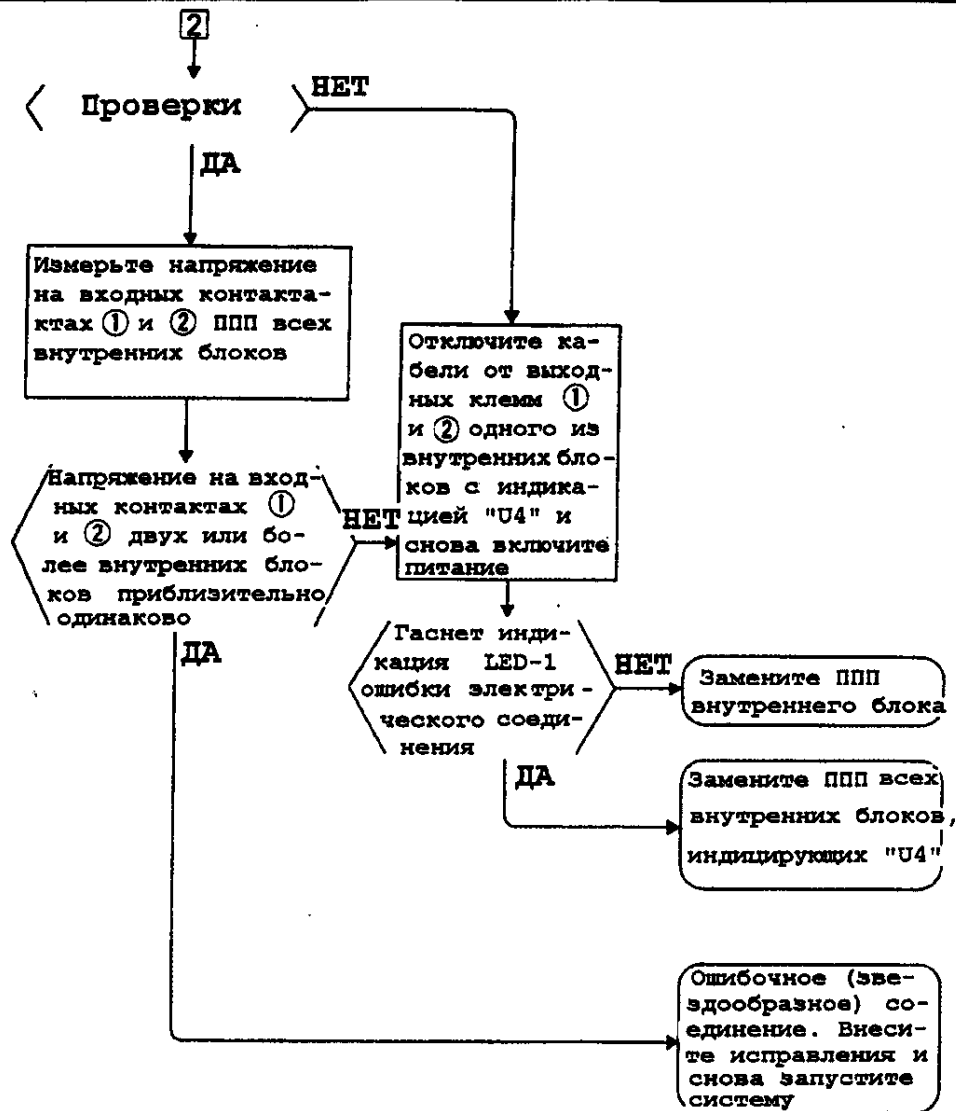 2
Проверки
НЕТ
ДА
Измерьте напряжение
на входных контакта-
ктах ① и ② ППП всех
внутренних блоков
Отключите ка-
бели от выход-
ных клемм ①
и ② одного из
внутренних бло-
ков с индика-
цией "U4" и
снова включите
питание
Напряжение на вход-
ных контактах ①
и ② двух или бо-
лее внутренних бло-
ков приблизительно
одинаково
НЕТ
ДА
Гаснет инди-
кация LED-1
ошибки электри-
ческого соеди-
нения
НЕТ
Замените ППП
внутреннего блока
ДА
Замените ППП всех
внутренних блоков,
индицирующих "U4"
Ошибочное (зве-
здообразное) со-
единение. Внеси-
те исправления и
снова запустите
систему